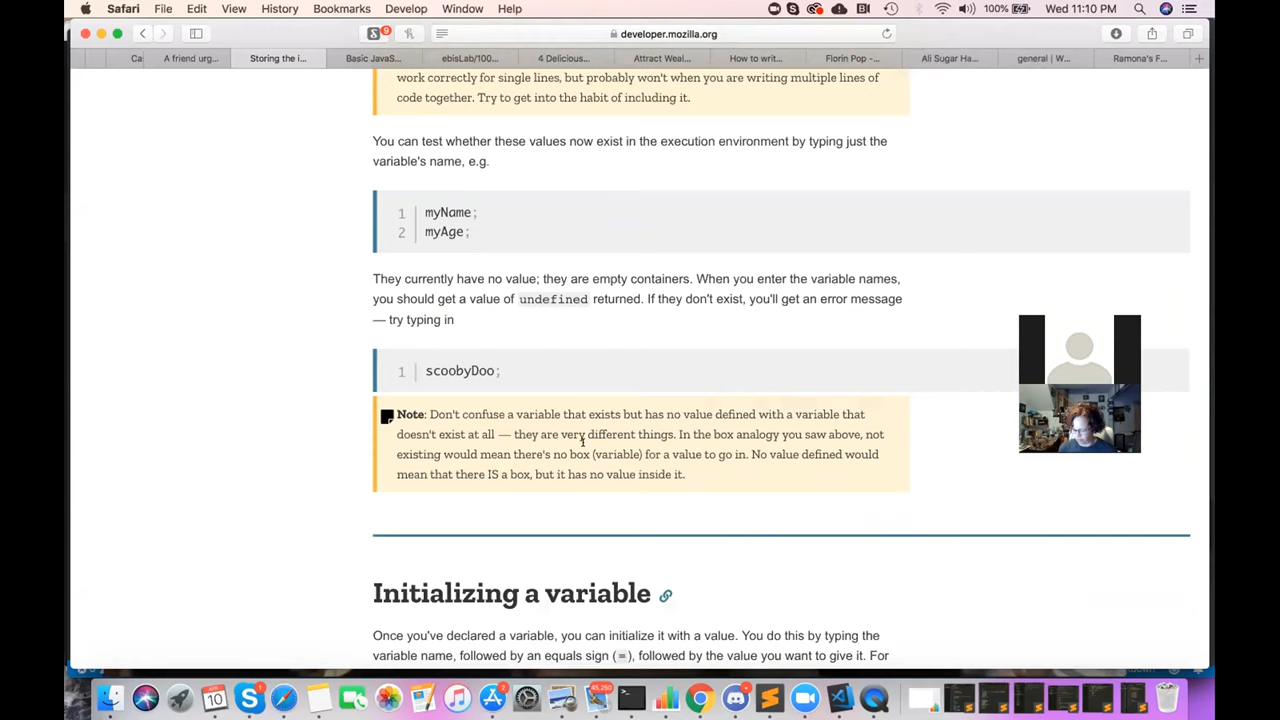 Safari File Edit View History Bookmarks Develop Window Help 100% Wed 11:10 PM
9 developer.mozilla.org
Ca A friend urg... Storing the i... Basic JavaS... ebisLab/100... 4 Delicious... Attract Weal... How to writ... Florin Pop -... Ali Sugar Ha... general | W... Ramona's F...
work correctly for single lines, but probably won't when you are writing multiple lines of
code together. Try to get into the habit of including it.
You can test whether these values now exist in the execution environment by typing just the
variable's name, e.g.
1 myName;
2 myAge;
They currently have no value; they are empty containers. When you enter the variable names,
you should get a value of undefined returned. If they don't exist, you'll get an error message
— try typing in
1 scoobyDoo;
Note: Don't confuse a variable that exists but has no value defined with a variable that
doesn't exist at all — they are very different things. In the box analogy you saw above, not
existing would mean there's no box (variable) for a value to go in. No value defined would
mean that there IS a box, but it has no value inside it.
Initializing a variable
Once you've declared a variable, you can initialize it with a value. You do this by typing the
variable name, followed by an equals sign (=), followed by the value you want to give it. For
10 45,250